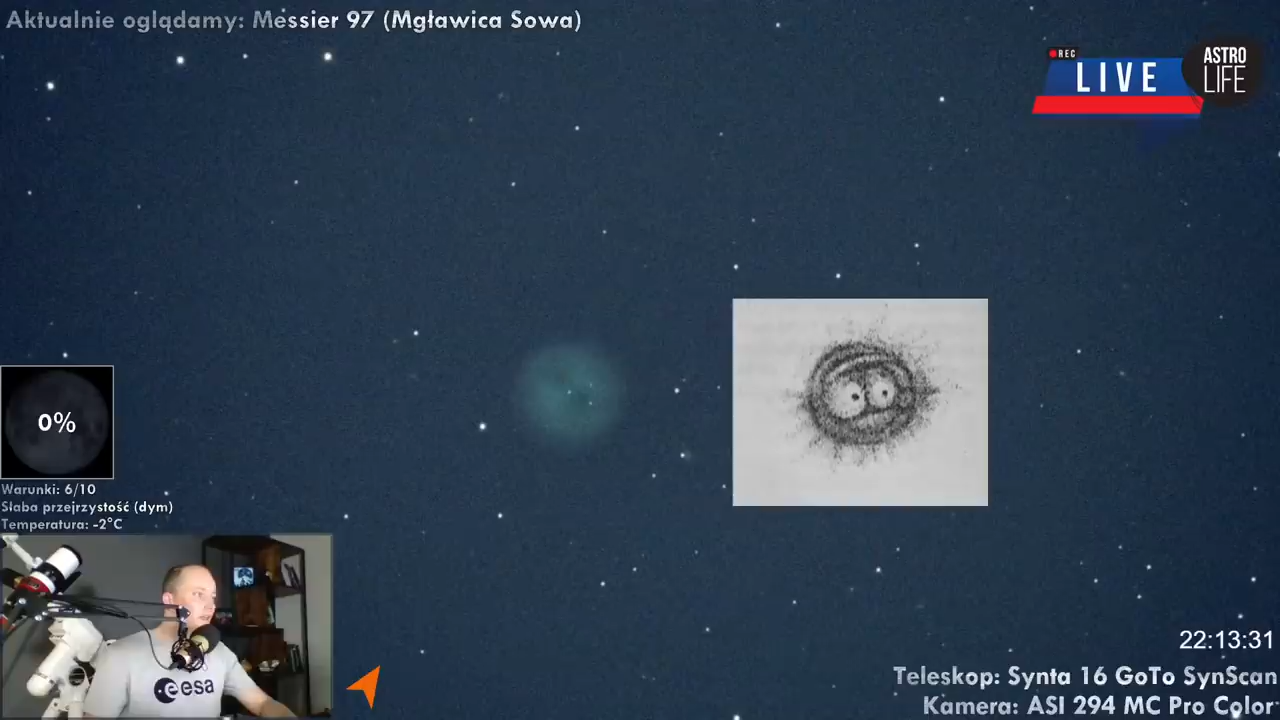 Aktualnie oglądamy: Messier 97 (Mgławica Sowa)
REC
LIVE
ASTRO
LIFE
0%
Warunki: 6/10
Słaba przejrzystość (dym)
Temperatura: -2°C
esa
22:13:31
Teleskop: Synta 16 GoTo SynScan
Kamera: ASI 294 MC Pro Color